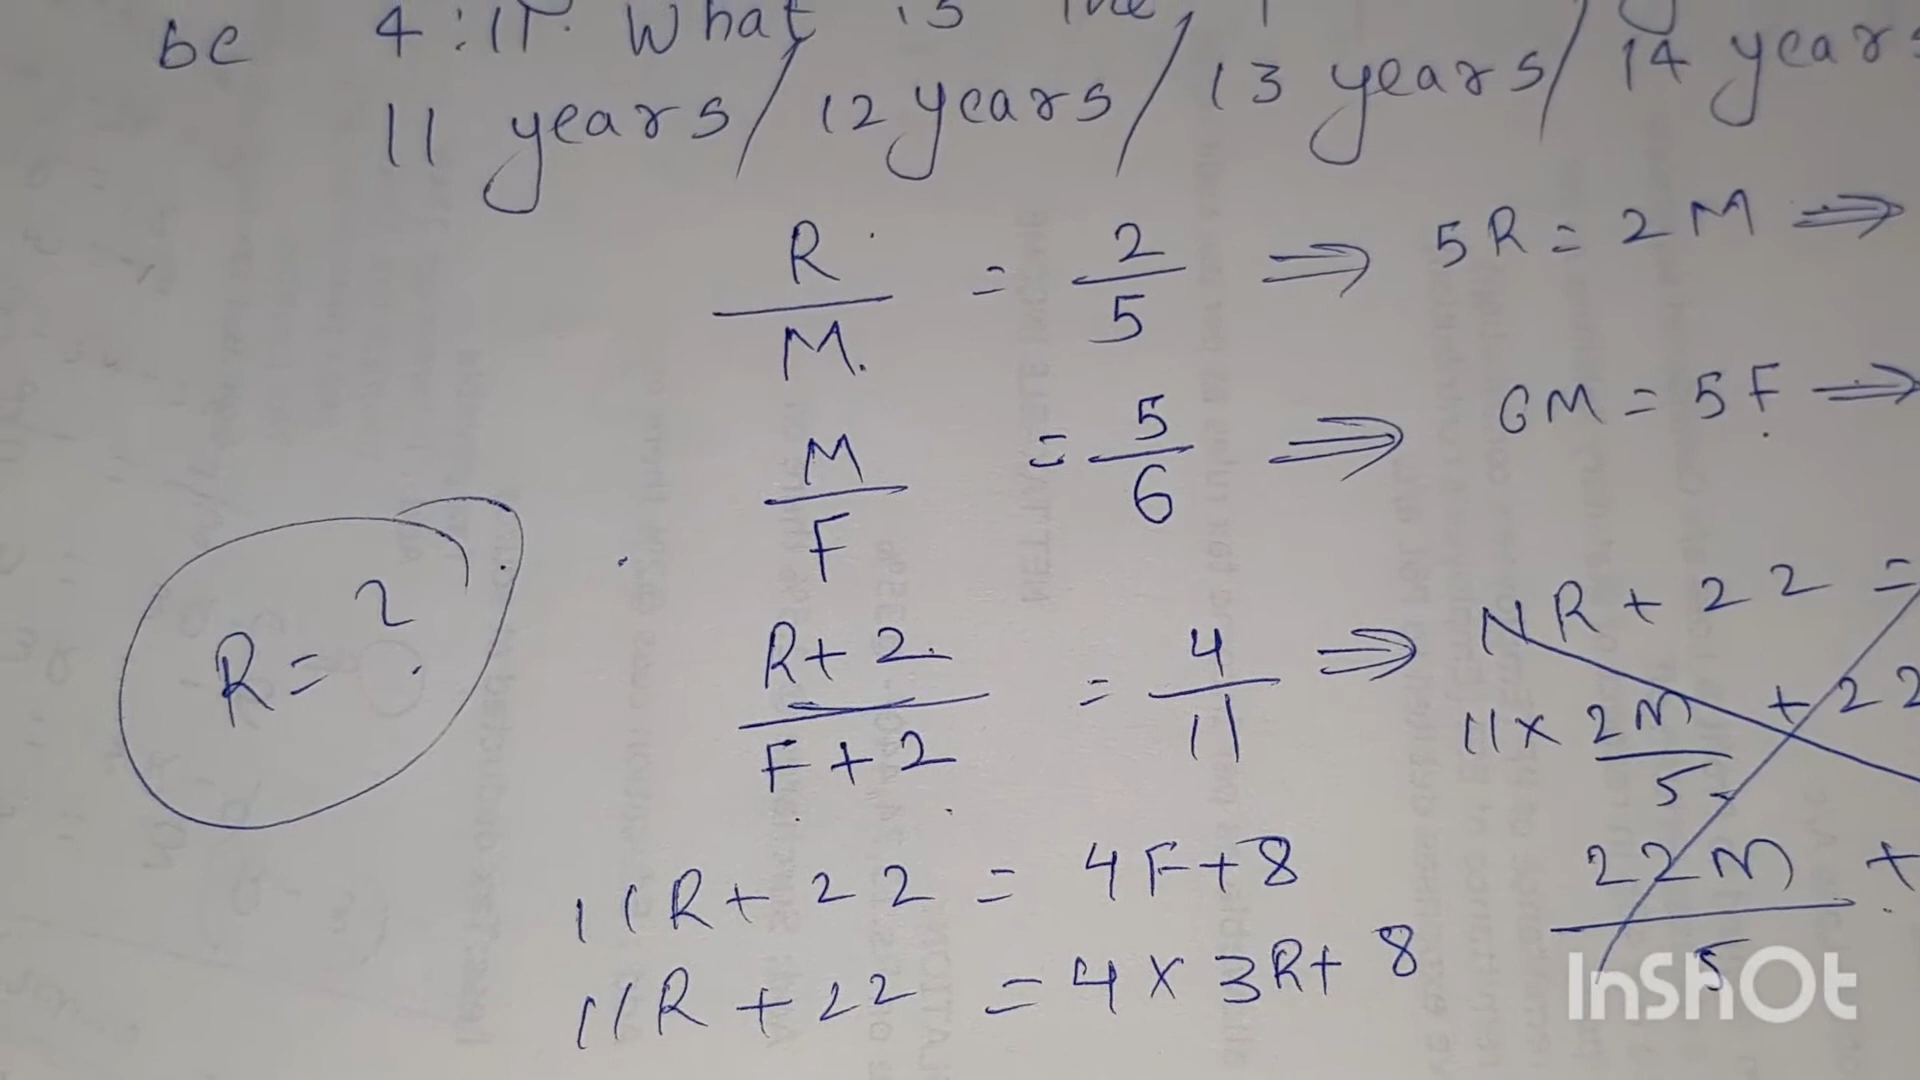 be 4:11. What is the
11 years/ 12 years/ 13 years/ 14 years
R/M. = 2/5 ⇒ 5R = 2M ⇒
M/F = 5/6 ⇒ 6M = 5F ⇒
R = ?
R+2/F+2 = 4/11 ⇒ 11R + 22 =
11 x 2M/5 + 22
11R + 22 = 4F+8
22M/5 +
11R + 22 = 4 x 3R + 8
InShOt